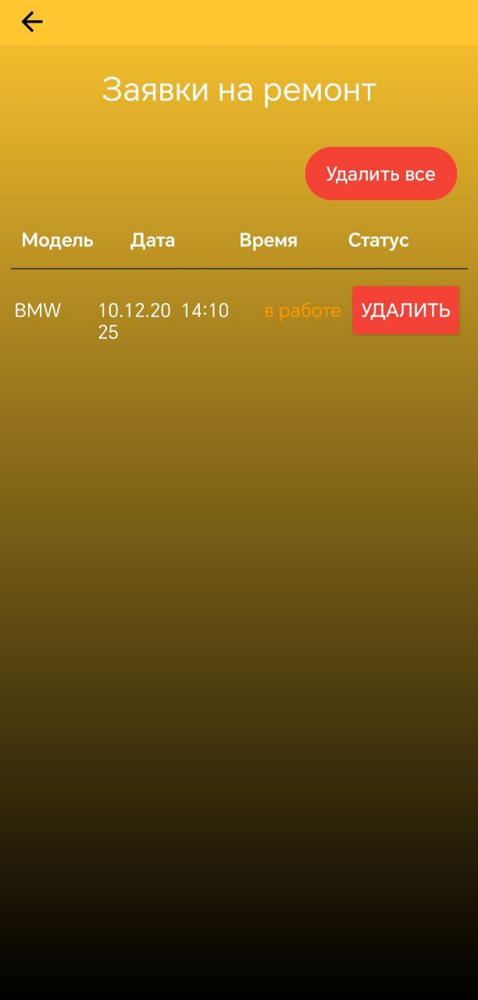 Заявки на ремонт
Удалить все
Модель Дата Время Статус
BMW 10.12.20 14:10 в работе УДАЛИТЬ
25